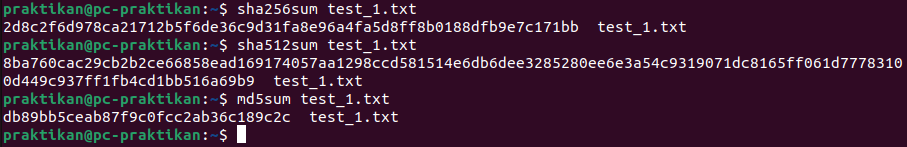 praktikan@pc-praktikan:~$ sha256sum test_1.txt
2d8c2f6d978ca21712b5f6de36c9d31fa8e96a4fa5d8ff8b0188dfb9e7c171bb  test_1.txt
praktikan@pc-praktikan:~$ sha512sum test_1.txt
8ba760cac29cb2b2ce66858ead169174057aa1298ccd581514e6db6dee3285280ee6e3a54c9319071dc8165ff061d7778310
0d449c937ff1fb4cd1bb516a69b9  test_1.txt
praktikan@pc-praktikan:~$ md5sum test_1.txt
db89bb5ceab87f9c0fcc2ab36c189c2c  test_1.txt
praktikan@pc-praktikan:~$